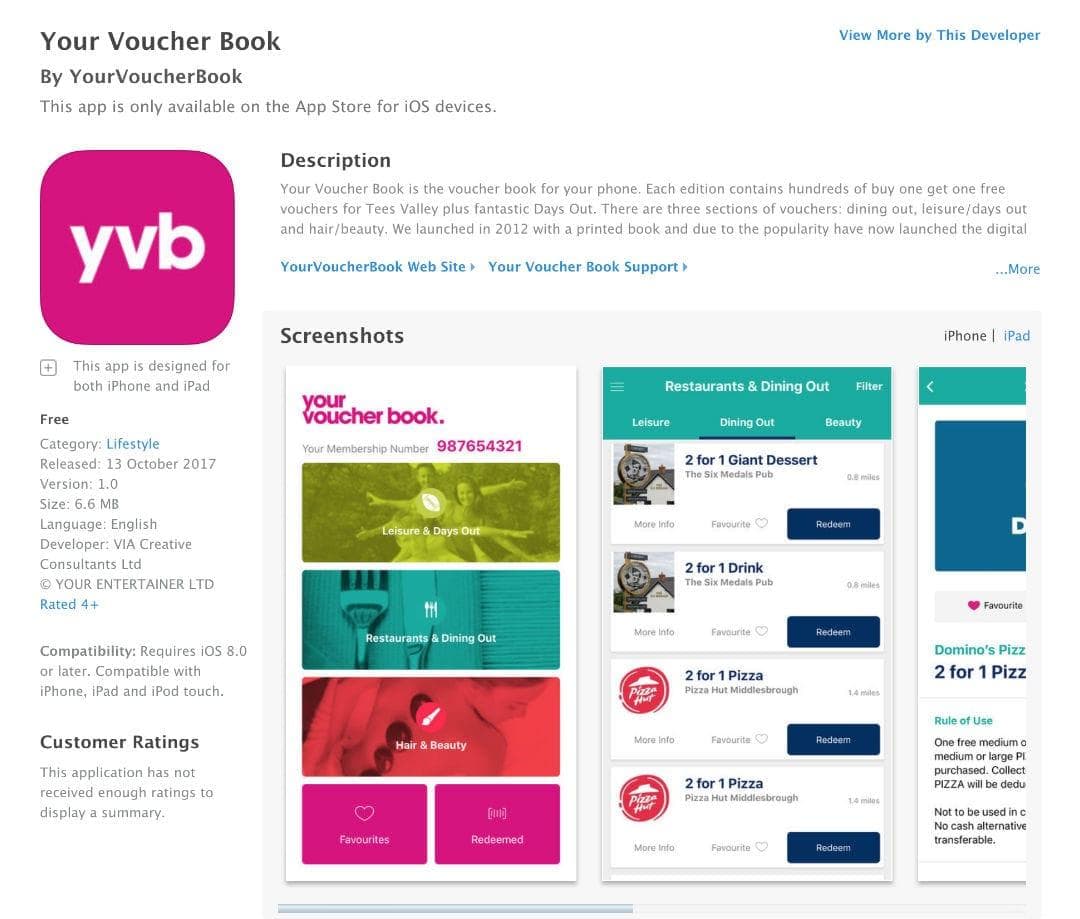 Your Voucher Book
View More by This Developer
By YourVoucherBook
This app is only available on the App Store for iOS devices.
yvb
This app is designed for
both iPhone and iPad
Free
Category: Lifestyle
Released: 13 October 2017
Version: 1.0
Size: 6.6 MB
Language: English
Developer: VIA Creative
Consultants Ltd
© YOUR ENTERTAINER LTD
Rated 4+
Compatibility: Requires iOS 8.0
or later. Compatible with
iPhone, iPad and iPod touch.
Customer Ratings
This application has not
received enough ratings to
display a summary.
Description
Your Voucher Book is the voucher book for your phone. Each edition contains hundreds of buy one get one free
vouchers for Tees Valley plus fantastic Days Out. There are three sections of vouchers: dining out, leisure/days out
and hair/beauty. We launched in 2012 with a printed book and due to the popularity have now launched the digital
YourVoucherBook Web Site
Your Voucher Book Support
...More
Screenshots
iPhone | iPad
your
voucher book.
Your Membership Number 987654321
Leisure & Days Out
Restaurants & Dining Out
Hair & Beauty
Favourites
Redeemed
Restaurants & Dining Out
Filter
Leisure
Dining Out
Beauty
2 for 1 Giant Dessert
The Six Medals Pub
0.8 miles
More Info
Favourite
Redeem
2 for 1 Drink
The Six Medals Pub
0.8 miles
More Info
Favourite
Redeem
Pizza Hut
2 for 1 Pizza
Pizza Hut Middlesbrough
1.4 miles
More Info
Favourite
Redeem
Pizza Hut
2 for 1 Pizza
Pizza Hut Middlesbrough
1.4 miles
More Info
Favourite
Redeem
D
Favourite
Domino's Pizz
2 for 1 Pizz
Rule of Use
One free medium o
medium or large PI
purchased. Collect
PIZZA will be dedu
Not to be used in c
No cash alternative
transferable.